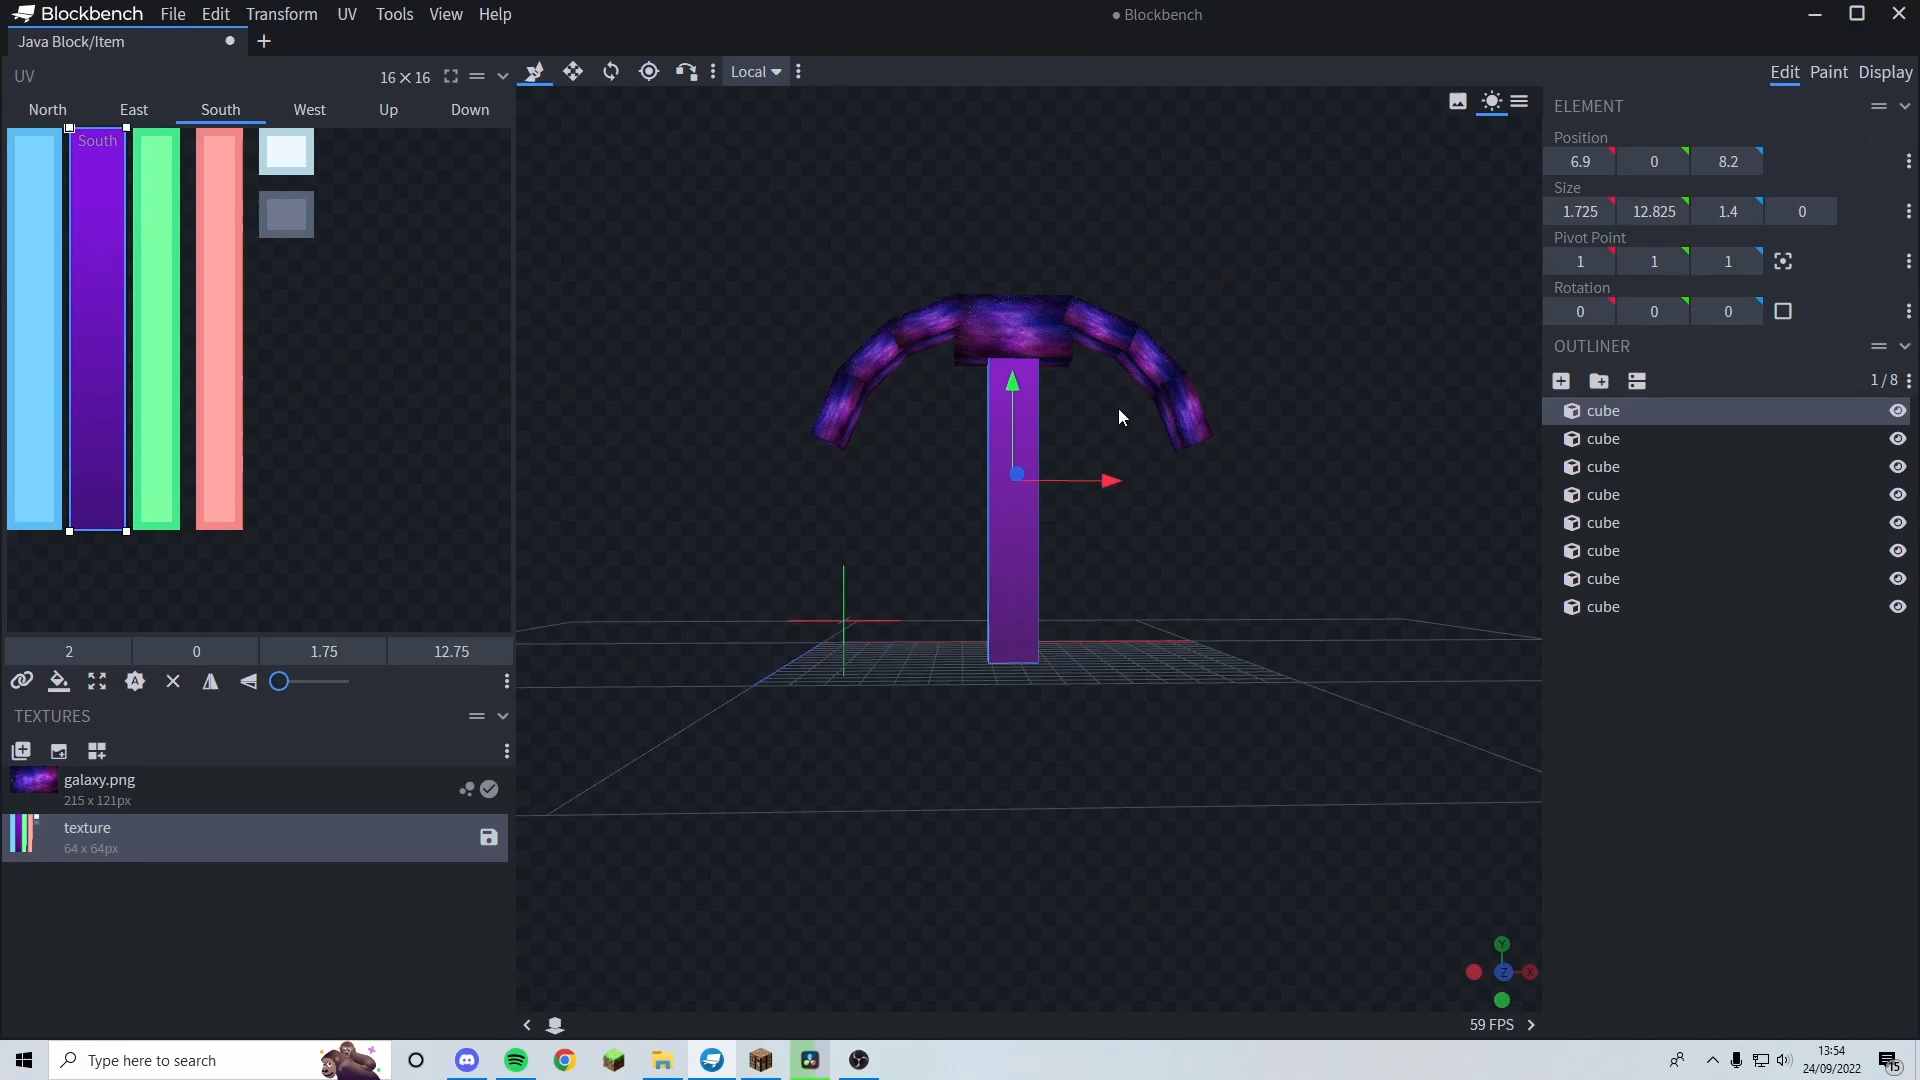 Blockbench File Edit Transform UV Tools View Help
● Blockbench
Java Block/Item
UV
16×16
Local
Edit Paint Display
North East South West Up Down
South
ELEMENT
Position
6.9 0 8.2
Size
1.725 12.825 1.4 0
Pivot Point
1 1 1
Rotation
0 0 0
OUTLINER
1 / 8
cube
cube
cube
cube
cube
cube
cube
cube
2 0 1.75 12.75
A
TEXTURES
galaxy.png
215 x 121px
texture
64 x 64px
Y
Z X
59 FPS
Type here to search
13:54
24/09/2022
15